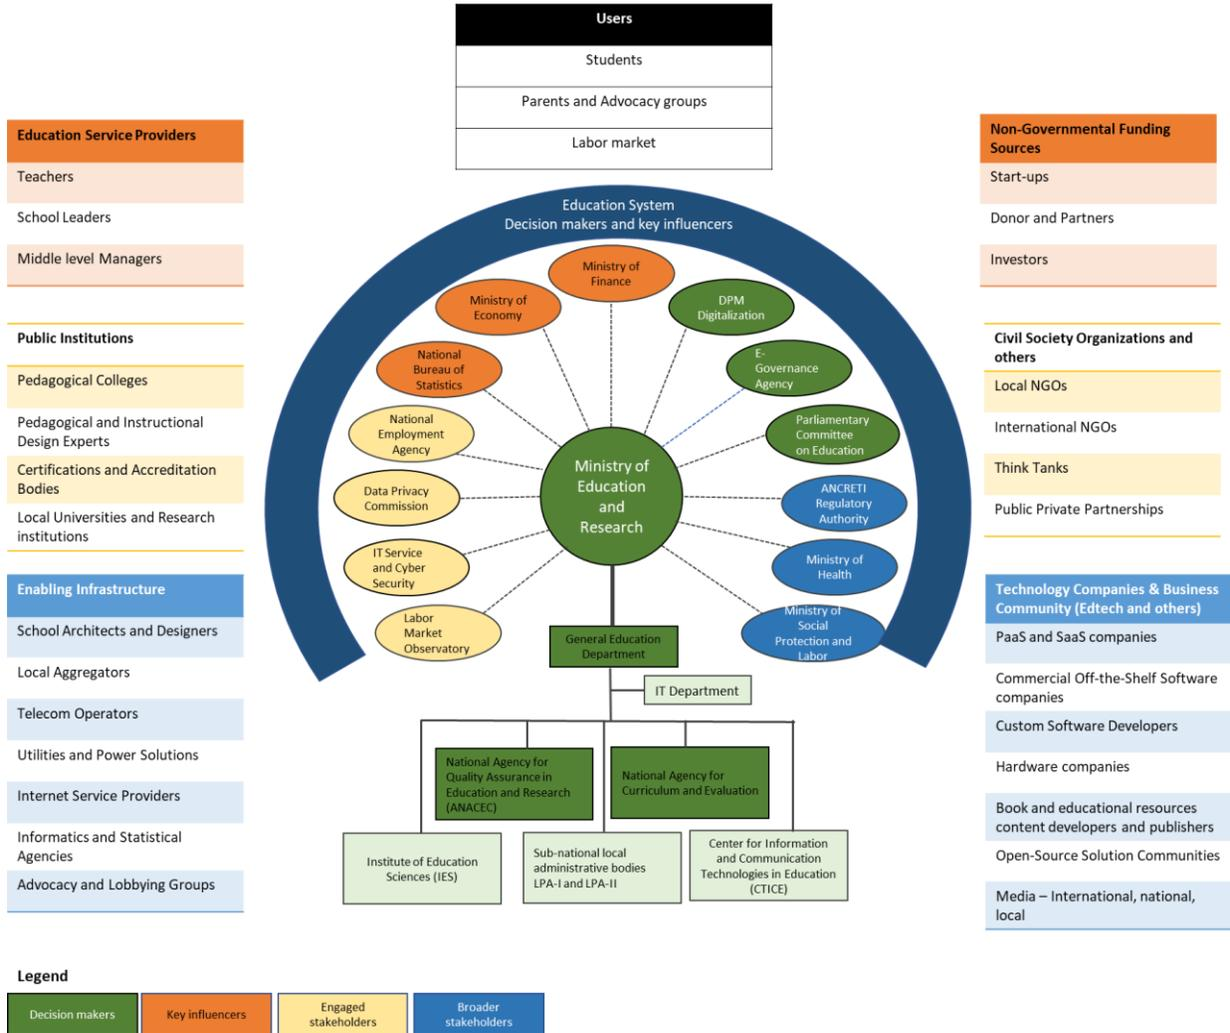 Users
Students
Parents and Advocacy groups
Labor market
Education Service Providers
Teachers
School Leaders
Middle level Managers
Public Institutions
Pedagogical Colleges
Pedagogical and Instructional
Design Experts
Certifications and Accreditation
Bodies
Local Universities and Research
institutions
Enabling Infrastructure
School Architects and Designers
Local Aggregators
Telecom Operators
Utilities and Power Solutions
Internet Service Providers
Informatics and Statistical
Agencies
Advocacy and Lobbying Groups
Education System
Decision makers and key influencers
Ministry of
Finance
Ministry of
Economy
DPM
Digitalization
National
Bureau of
Statistics
E-
Governance
Agency
National
Employment
Agency
Parliamentary
Committee
on Education
Data Privacy
Commission
Ministry of
Education
and
Research
ANCRETI
Regulatory
Authority
IT Service
and Cyber
Security
Ministry of
Health
Labor
Market
Observatory
Ministry of
Social
Protection and
Labor
General Education
Department
IT Department
National Agency for
Quality Assurance in
Education and Research
(ANACEC)
National Agency for
Curriculum and Evaluation
Institute of Education
Sciences (IES)
Sub-national local
administrative bodies
LPA-I and LPA-II
Center for Information
and Communication
Technologies in Education
(CTICE)
Non-Governmental Funding
Sources
Start-ups
Donor and Partners
Investors
Civil Society Organizations and
others
Local NGOs
International NGOs
Think Tanks
Public Private Partnerships
Technology Companies & Business
Community (Edtech and others)
PaaS and SaaS companies
Commercial Off-the-Shelf Software
companies
Custom Software Developers
Hardware companies
Book and educational resources
content developers and publishers
Open-Source Solution Communities
Media – International, national,
local
Legend
Decision makers
Key influencers
Engaged
stakeholders
Broader
stakeholders